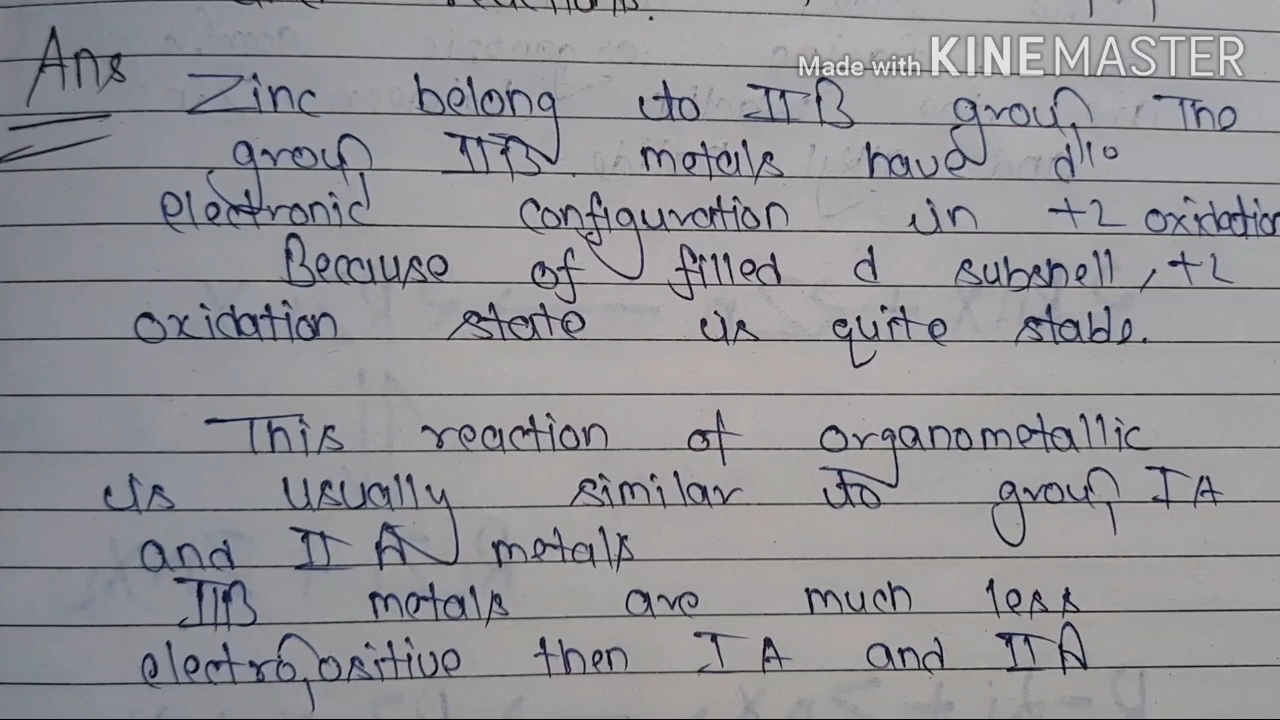 reactions.
Made with KINEMASTER
Ans Zinc belong to IIB group The
group IIB metals have d10
electronic configuration in +2 oxidation
Because of filled d subshell, +2
oxidation state is quite stable.
This reaction of organometallic
is usually similar to group IA
and II A metals
IIB metals are much less
electropositive then I A and IIA